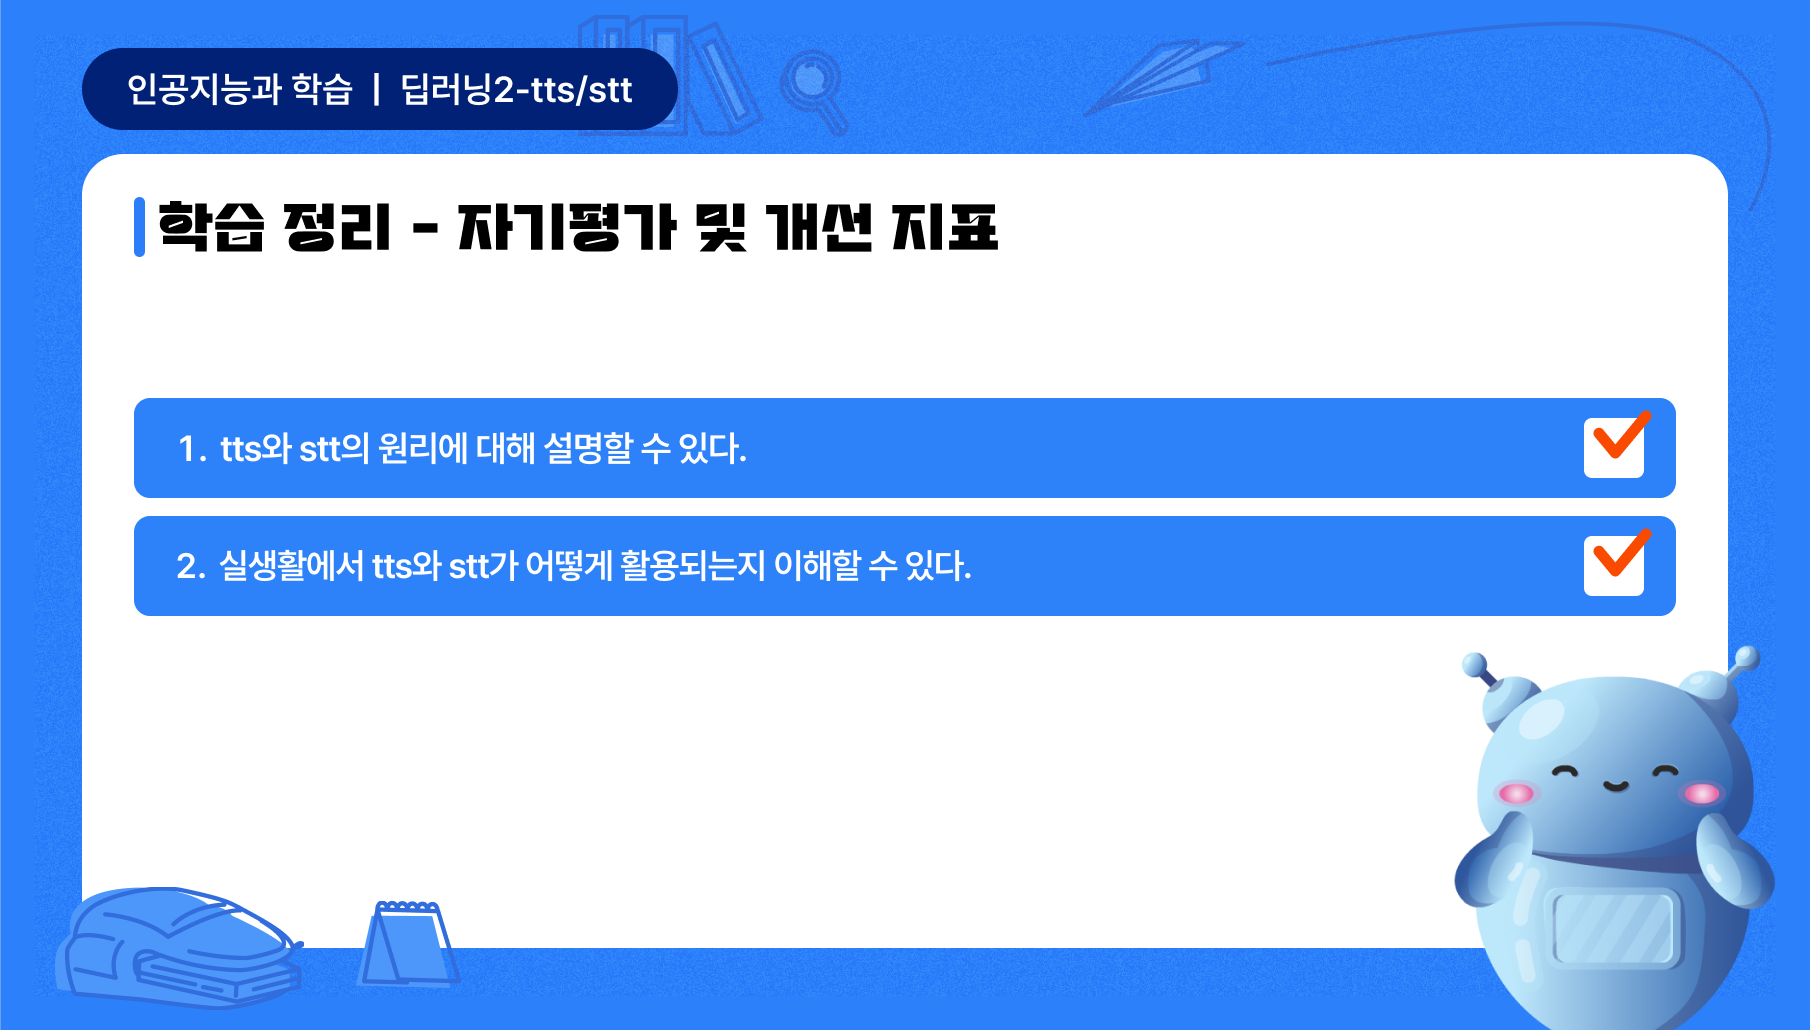 인공지능과 학습 | 딥러닝2-tts/stt
학습 정리 - 자기평가 및 개선 지표
1. tts와 stt의 원리에 대해 설명할 수 있다.
2. 실생활에서 tts와 stt가 어떻게 활용되는지 이해할 수 있다.